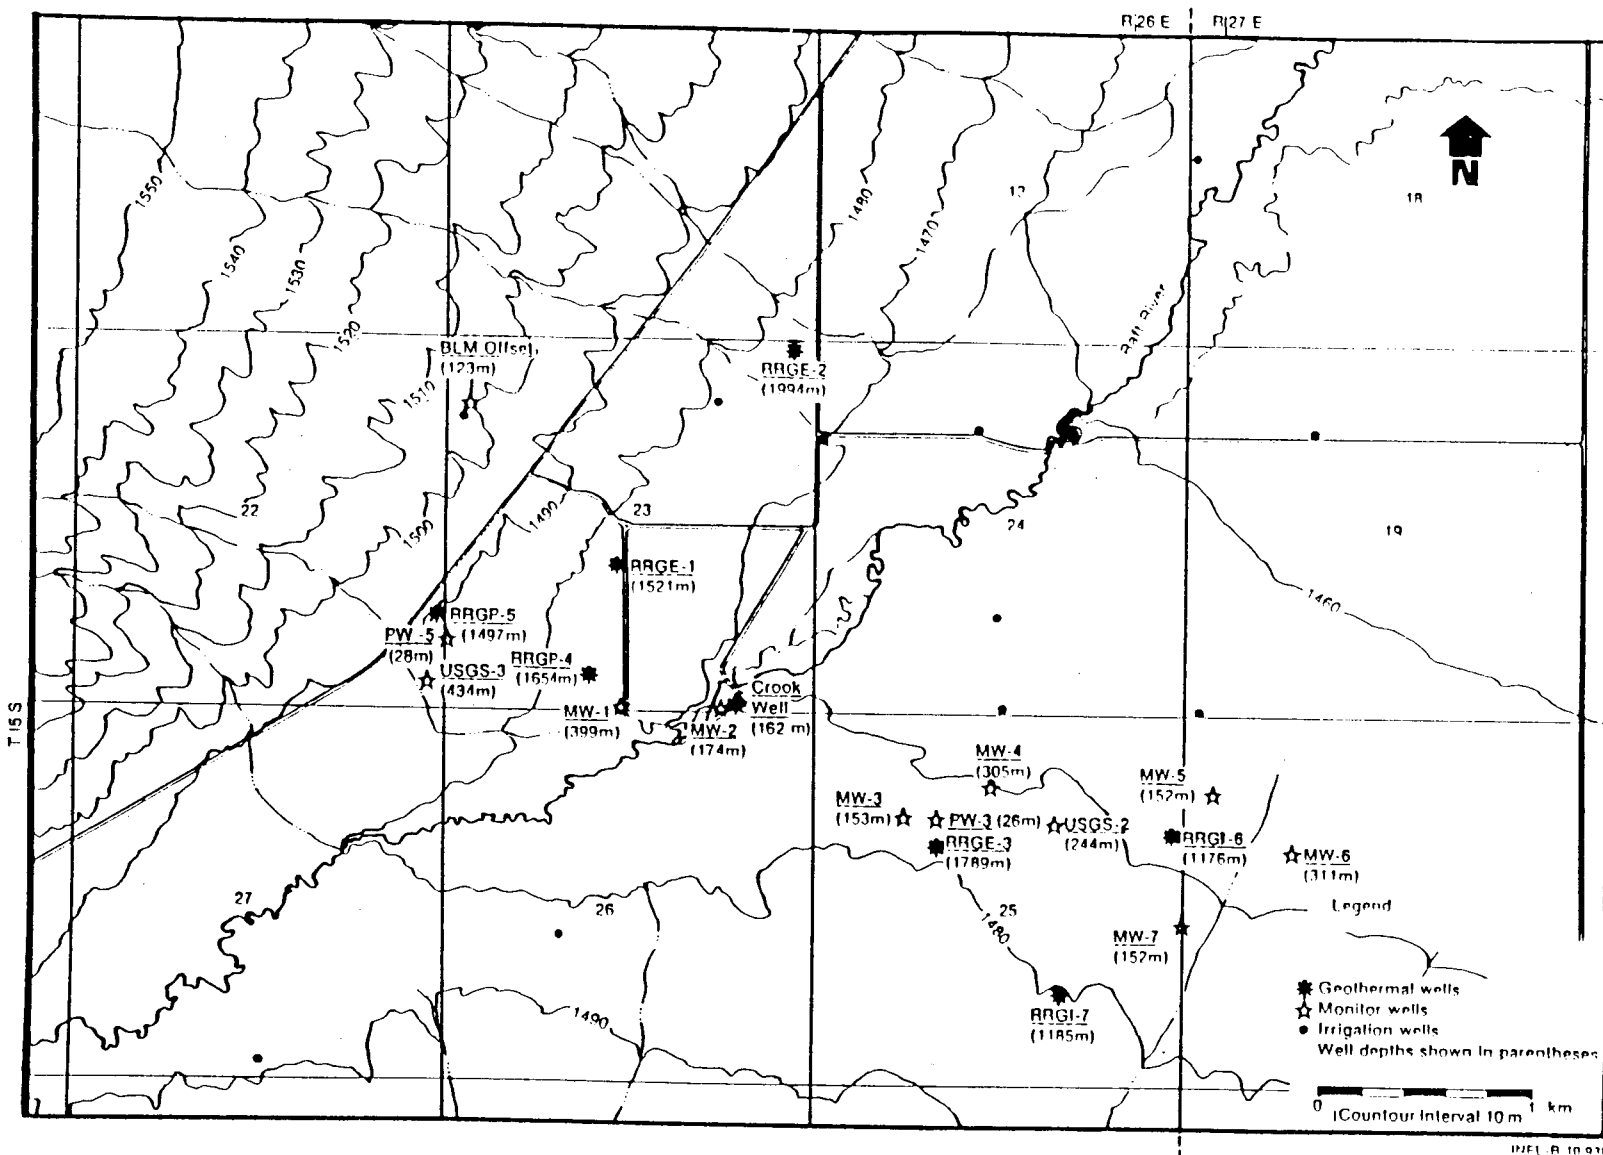 R 26 E
R 27 E
N
13
18
1550
1540
1530
1520
1510
1500
1490
1480
1470
Raft River
BLM Offset
(123m)
RRGE-2
(1994m)
22
23
24
19
1460
RRGE-1
(1521m)
RRGP-5
(1497m)
PW-5
(28m)
USGS-3
(434m)
RRGP-4
(1654m)
T 15 S
MW-1
(399m)
MW-2
(174m)
Crook
Well
(162 m)
MW-4
(305m)
MW-5
(152m)
MW-3
(153m)
PW-3 (26m)
USGS-2
(244m)
RRGE-3
(1789m)
RRGI-6
(1176m)
MW-6
(311m)
27
26
25
1480
MW-7
(152m)
RRGI-7
(1185m)
1490
Legend
Geothermal wells
Monitor wells
Irrigation wells
Well depths shown in parentheses
0 1 km
Countour Interval 10 m